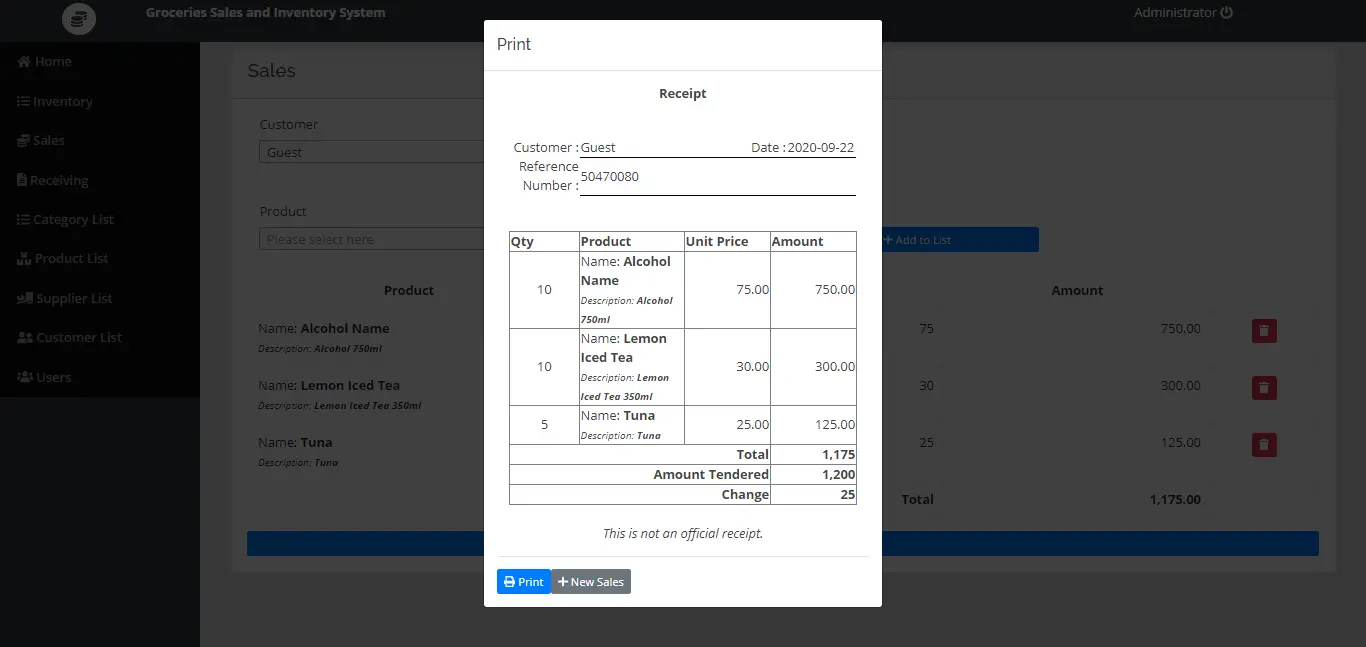 Groceries Sales and Inventory System
Administrator
Home
Inventory
Sales
Receiving
Category List
Product List
Supplier List
Customer List
Users
Sales
Customer
Guest
Product
Please select here
Add to List
Product
Amount
Name: Alcohol Name
75
750.00
Description: Alcohol 750ml
Name: Lemon Iced Tea
30
300.00
Description: Lemon Iced Tea 350ml
Name: Tuna
25
125.00
Description: Tuna
Total
1,175.00
Print
Receipt
Customer : Guest
Date : 2020-09-22
Reference
Number :
50470080
Qty Product Unit Price Amount
10
Name: Alcohol
Name
Description: Alcohol
750ml
75.00
750.00
10
Name: Lemon
Iced Tea
Description: Lemon
Iced Tea 350ml
30.00
300.00
5
Name: Tuna
Description: Tuna
25.00
125.00
Total 1,175
Amount Tendered 1,200
Change 25
This is not an official receipt.
Print
New Sales